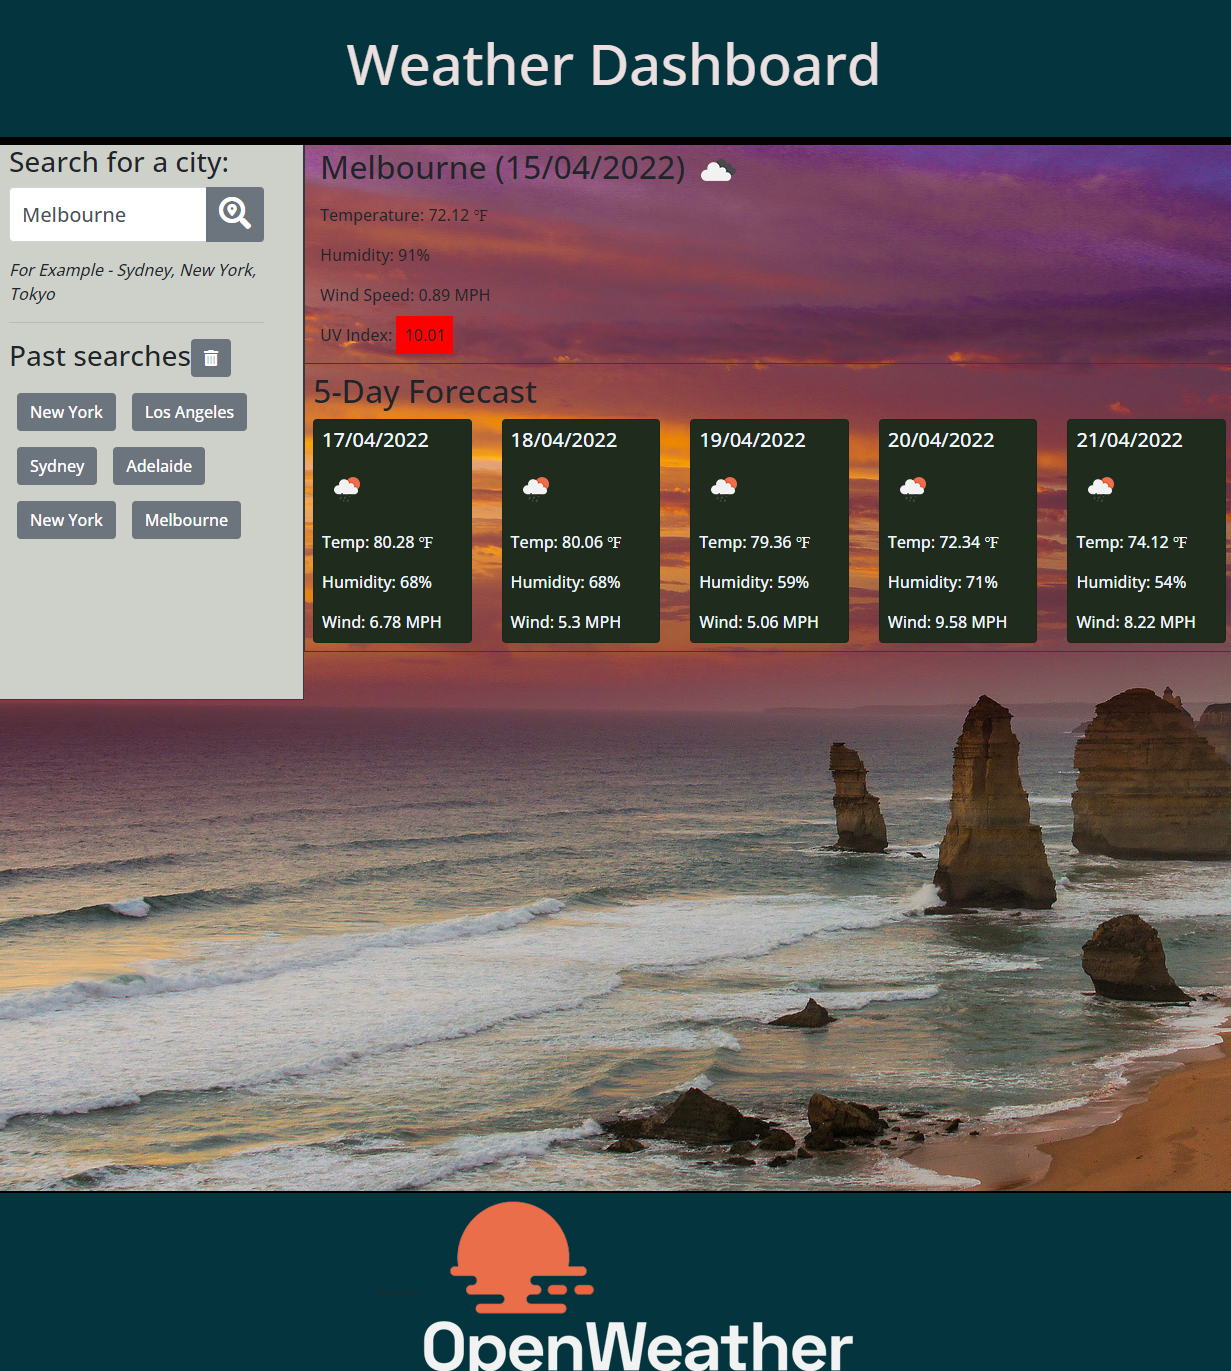 Weather Dashboard
Search for a city:
Melbourne
For Example - Sydney, New York,
Tokyo
Past searches
New York Los Angeles
Sydney Adelaide
New York Melbourne
Melbourne (15/04/2022)
Temperature: 72.12 °F
Humidity: 91%
Wind Speed: 0.89 MPH
UV Index: 10.01
5-Day Forecast
17/04/2022
Temp: 80.28 °F
Humidity: 68%
Wind: 6.78 MPH
18/04/2022
Temp: 80.06 °F
Humidity: 68%
Wind: 5.3 MPH
19/04/2022
Temp: 79.36 °F
Humidity: 59%
Wind: 5.06 MPH
20/04/2022
Temp: 72.34 °F
Humidity: 71%
Wind: 9.58 MPH
21/04/2022
Temp: 74.12 °F
Humidity: 54%
Wind: 8.22 MPH
OpenWeather